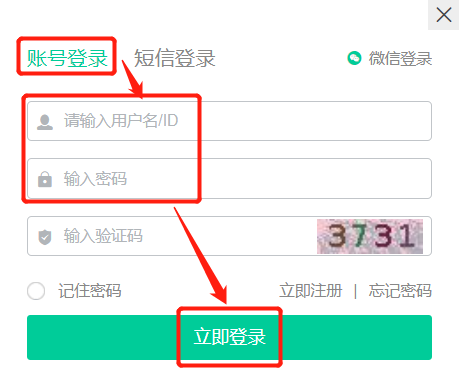 账号登录 短信登录 微信登录
请输入用户名/ID
输入密码
输入验证码 3731
记住密码 立即注册 | 忘记密码
立即登录